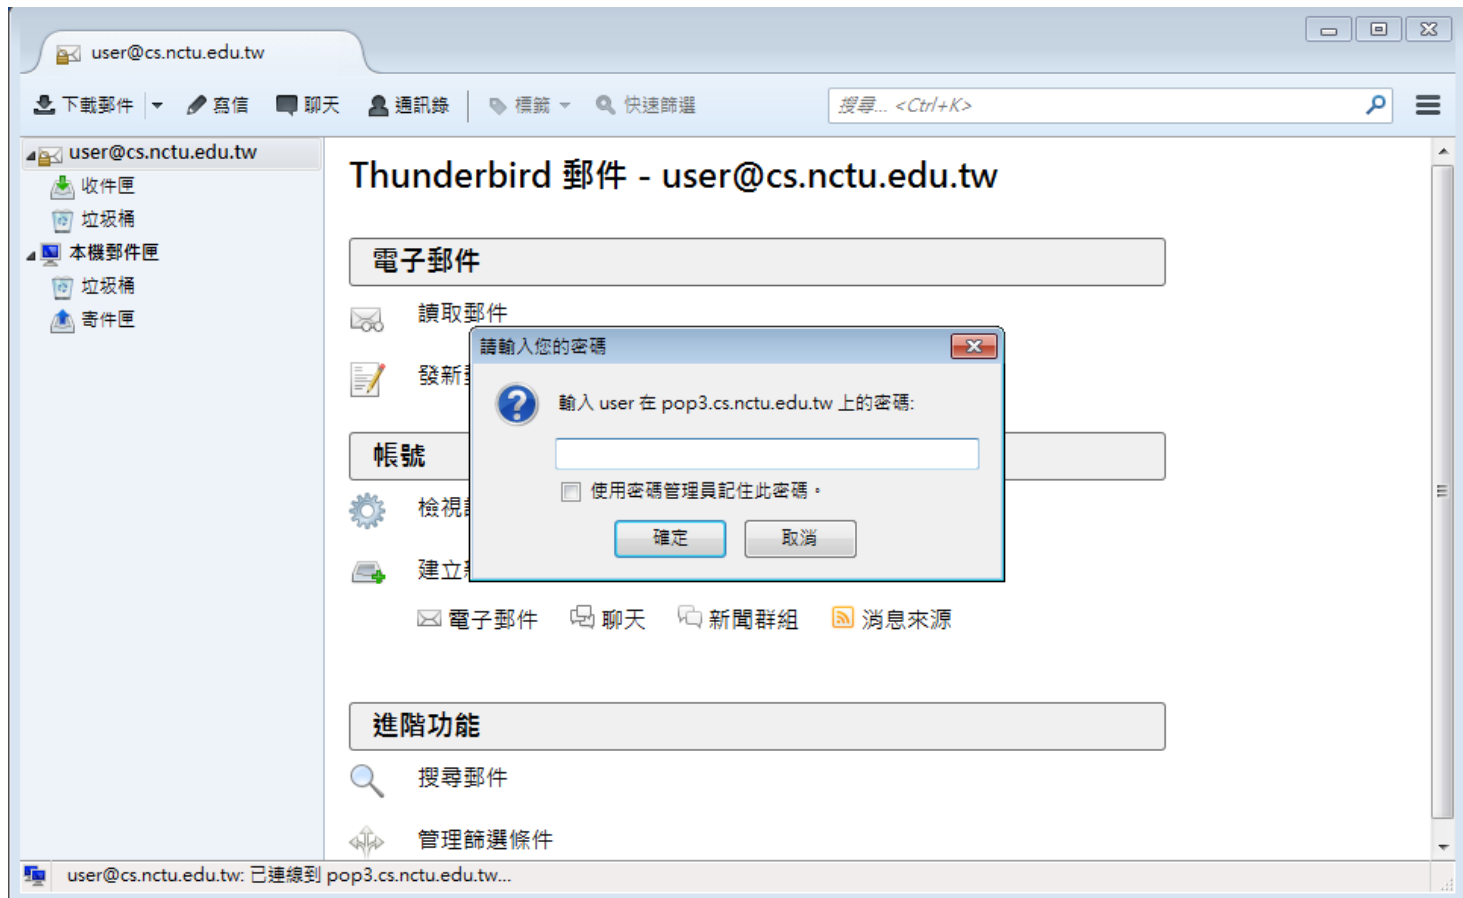 user@cs.nctu.edu.tw
下載郵件 寫信 聊天 通訊錄 標籤 快速篩選 搜尋... <Ctrl+K>
user@cs.nctu.edu.tw
收件匣
垃圾桶
本機郵件匣
垃圾桶
寄件匣
Thunderbird 郵件 - user@cs.nctu.edu.tw
電子郵件
讀取郵件
發新
請輸入您的密碼
輸入 user 在 pop3.cs.nctu.edu.tw 上的密碼:
使用密碼管理員記住此密碼。
確定 取消
帳號
檢視
建立
電子郵件 聊天 新聞群組 消息來源
進階功能
搜尋郵件
管理篩選條件
user@cs.nctu.edu.tw: 已連線到 pop3.cs.nctu.edu.tw...